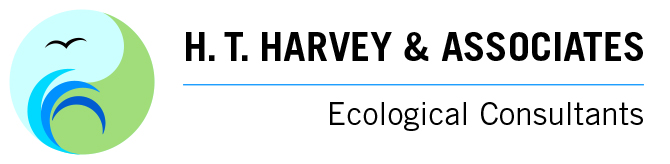 H. T. HARVEY & ASSOCIATES
Ecological Consultants